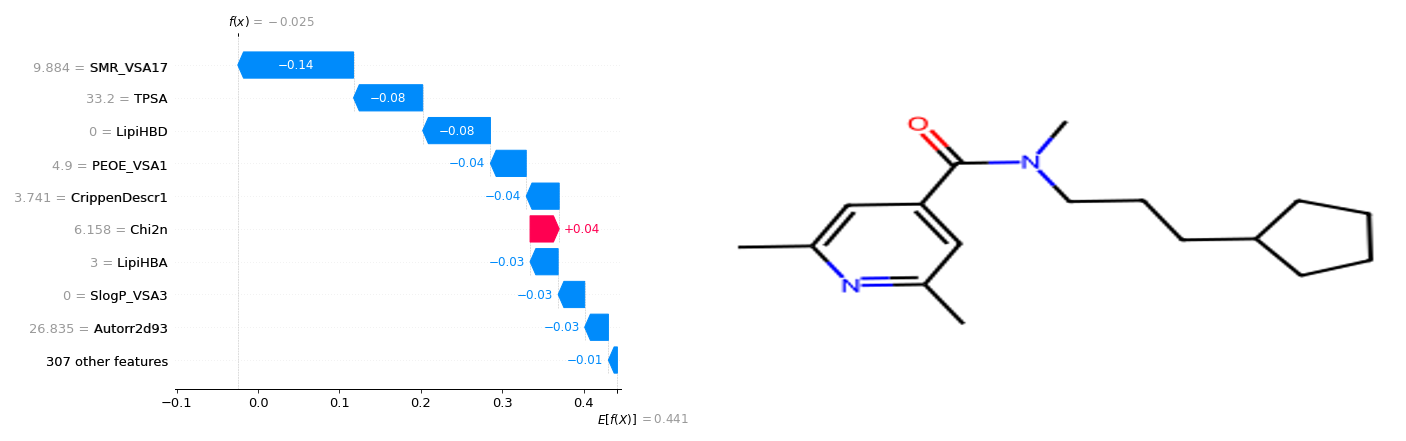 f(x) = −0.025
9.884 = SMR_VSA17
−0.14
33.2 = TPSA
−0.08
0 = LipiHBD
−0.08
4.9 = PEOE_VSA1
−0.04
3.741 = CrippenDescr1
−0.04
6.158 = Chi2n
+0.04
3 = LipiHBA
−0.03
0 = SlogP_VSA3
−0.03
26.835 = Autorr2d93
−0.03
307 other features
−0.01
−0.1 0.0 0.1 0.2 0.3 0.4
E[f(X)] = 0.441
O
N
N